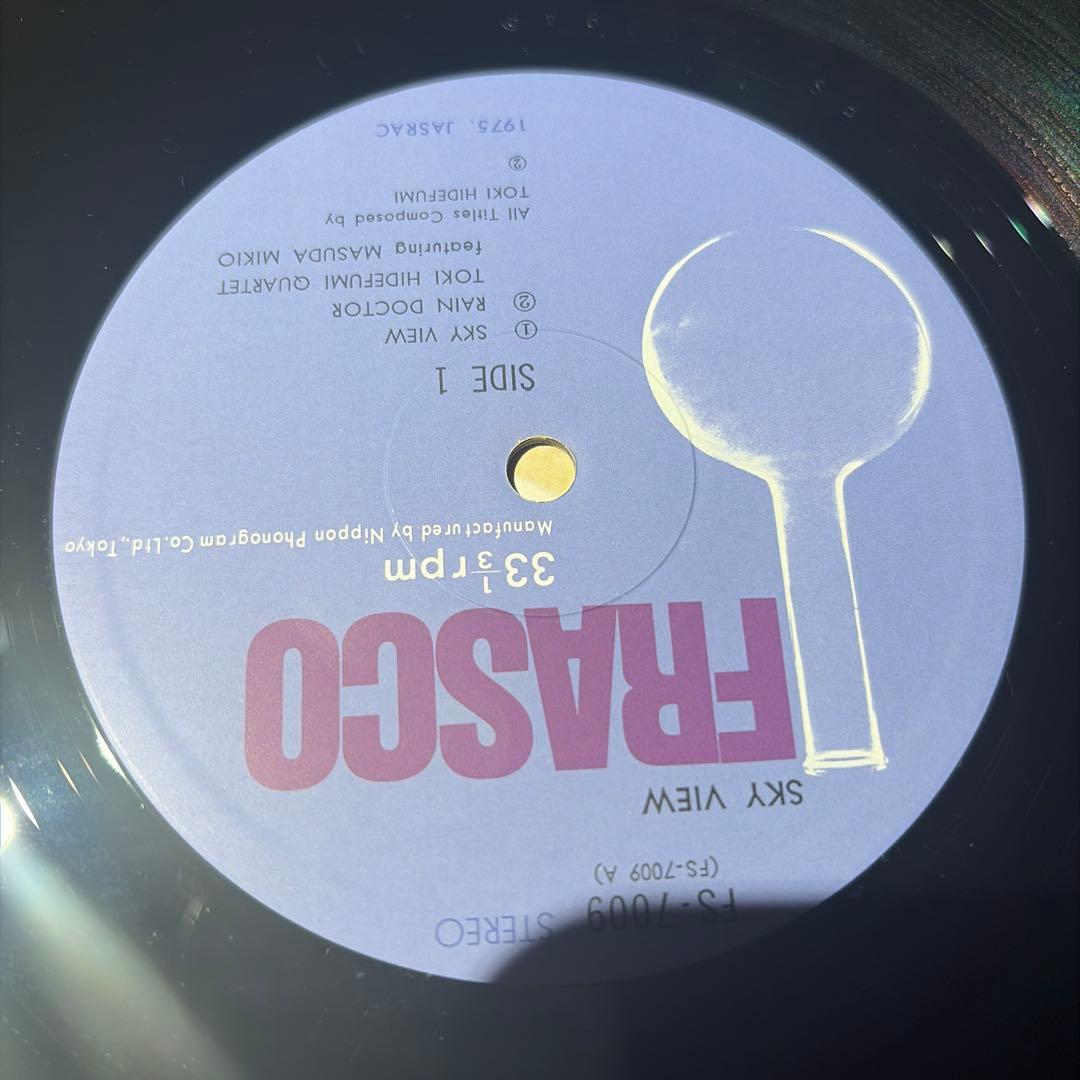 FS-7009 STEREO
(FS-7009 A)
SKY VIEW
FRASCO
33 1/3 rpm
Manufactured by Nippon Phonogram Co.Ltd.,Tokyo
SIDE 1
① SKY VIEW
② RAIN DOCTOR
TOKI HIDEFUMI QUARTET
featuring MASUDA MIKIO
All Titles Composed by
TOKI HIDEFUMI
②
1975. JASRAC